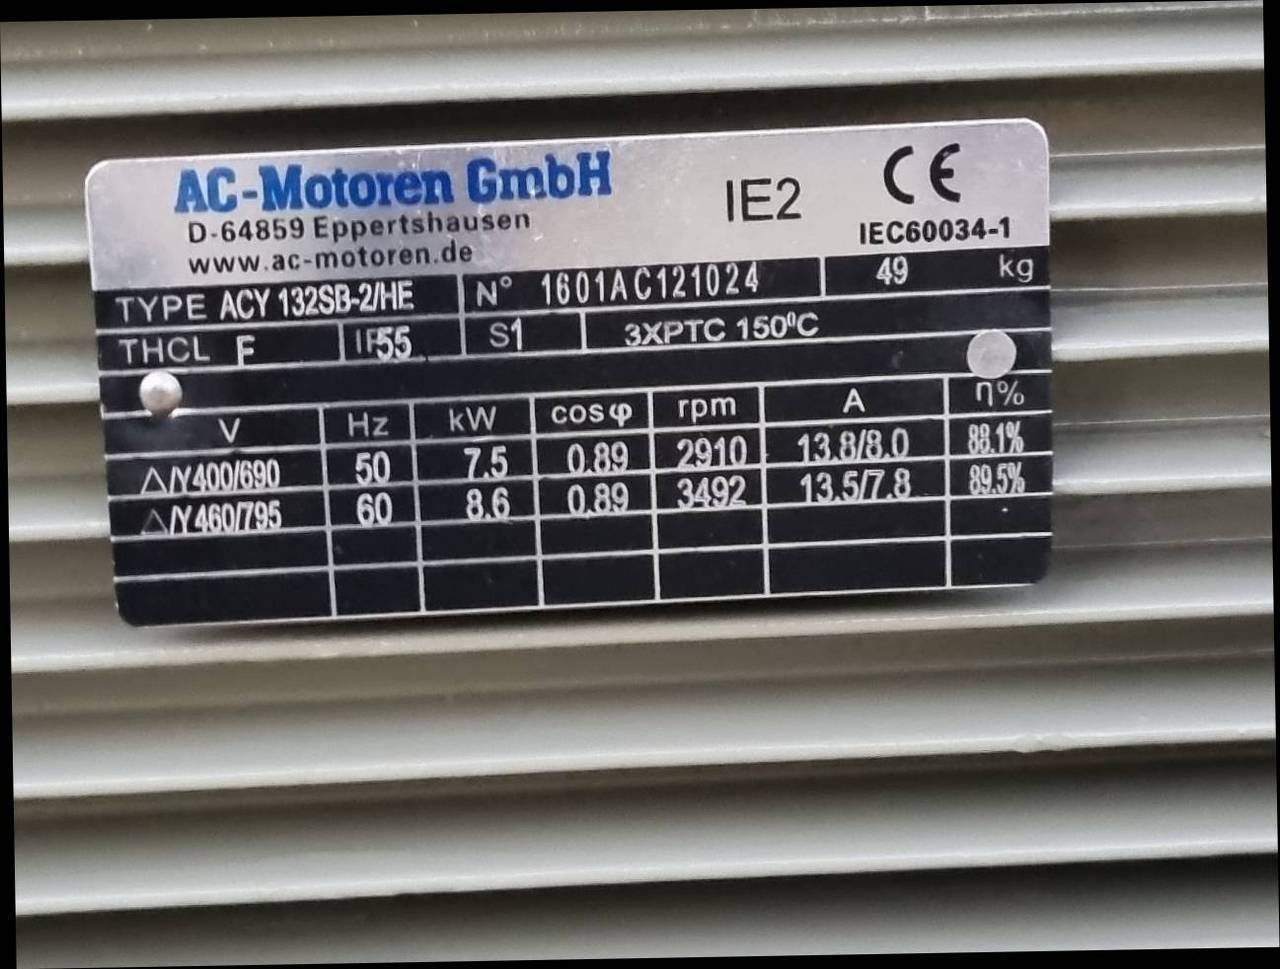 AC-Motoren GmbH
D-64859 Eppertshausen
www.ac-motoren.de
IE2
CE
IEC60034-1
TYPE ACY 132SB-2/HE N° 1601AC121024 49 kg
THCL F IP55 S1 3XPTC 150°C
V Hz kW cosφ rpm A η%
△/Y 400/690 50 7.5 0.89 2910 13.8/8.0 88.1%
△/Y 460/795 60 8.6 0.89 3492 13.5/7.8 89.5%